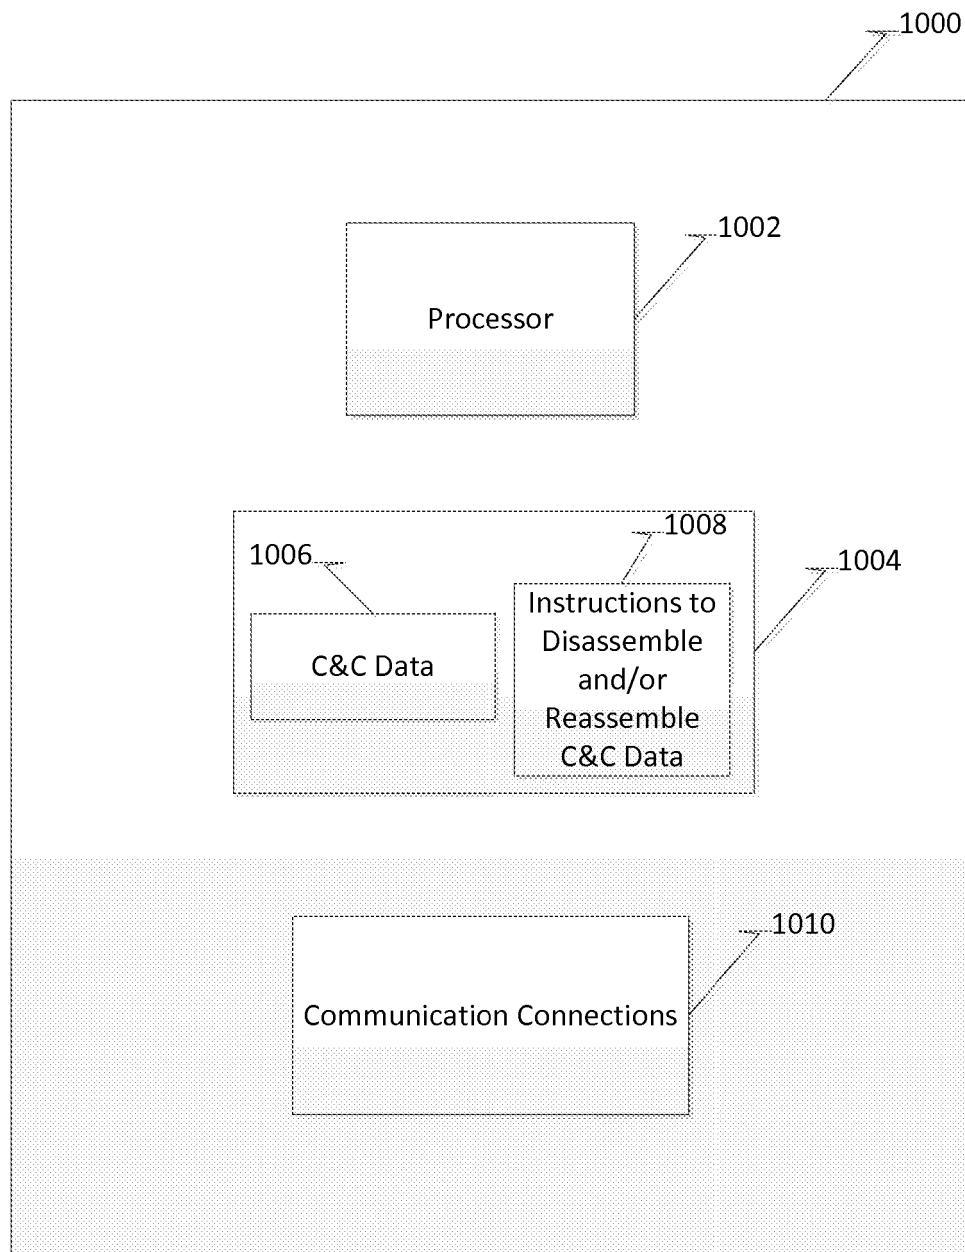 1000
1002
Processor
1008
1006
1004
Instructions to
Disassemble
and/or
Reassemble
C&C Data
C&C Data
1010
Communication Connections